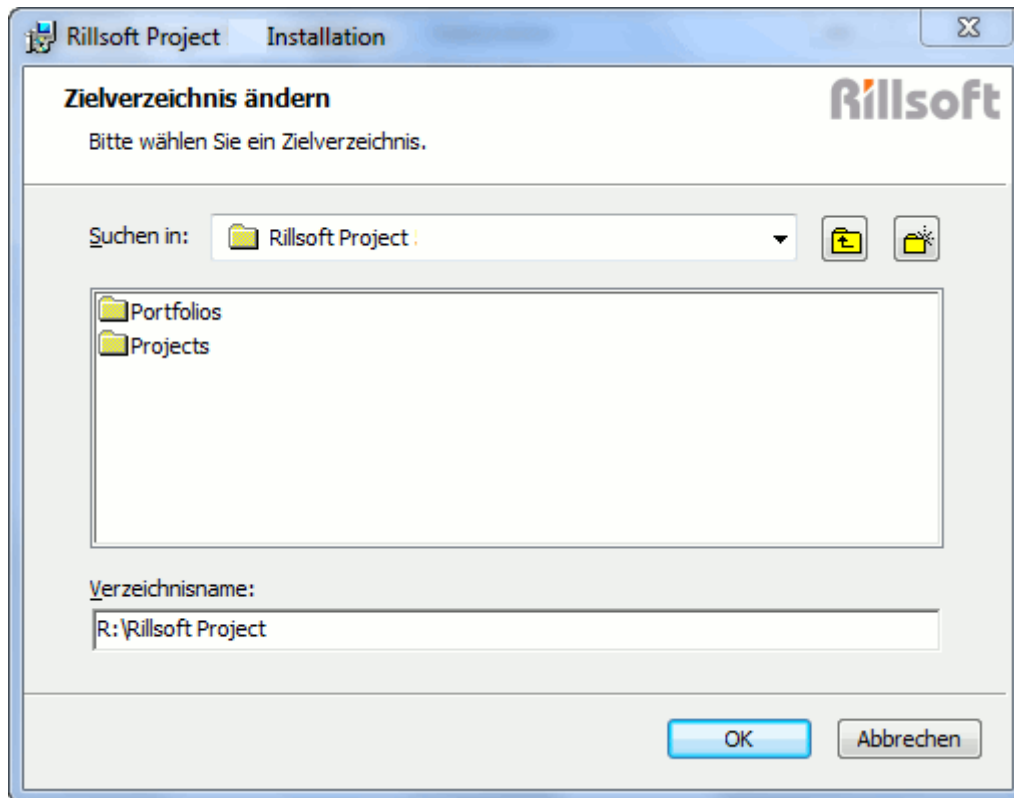 Rillsoft Project Installation
Zielverzeichnis ändern
Rillsoft
Bitte wählen Sie ein Zielverzeichnis.
Suchen in: Rillsoft Project
Portfolios
Projects
Verzeichnisname:
R:\Rillsoft Project
OK Abbrechen